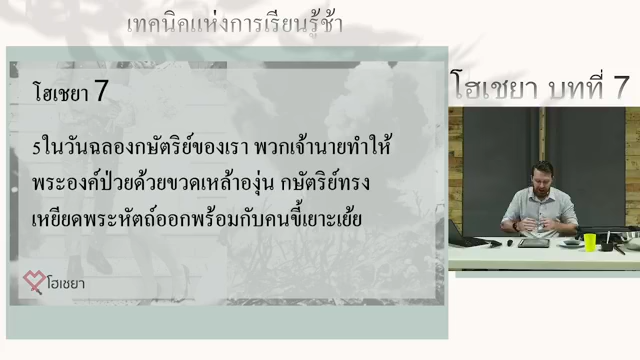 เทคนิคแห่งการเรียนรู้ช้า
โฮเชยา 7
โฮเชยา บทที่ 7
5ในวันฉลองกษัตริย์ของเรา พวกเจ้านายทำให้
พระองค์ป่วยด้วยขวดเหล้าองุ่น กษัตริย์ทรง
เหยียดพระหัตถ์ออกพร้อมกับคนขี้เยาะเย้ย
โฮเชยา